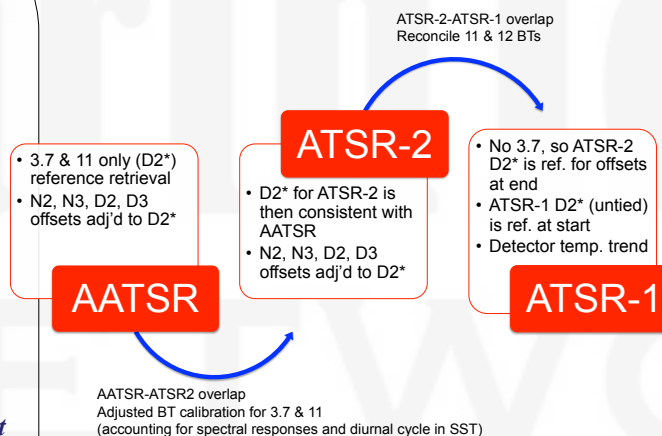 ATSR-2-ATSR-1 overlap
Reconcile 11 & 12 BTs
• 3.7 & 11 only (D2*)
reference retrieval
• N2, N3, D2, D3
offsets adj'd to D2*
AATSR
ATSR-2
• D2* for ATSR-2 is
then consistent with
AATSR
• N2, N3, D2, D3
offsets adj'd to D2*
• No 3.7, so ATSR-2
D2* is ref. for offsets
at end
• ATSR-1 D2* (untied)
is ref. at start
• Detector temp. trend
ATSR-1
AATSR-ATSR2 overlap
Adjusted BT calibration for 3.7 & 11
(accounting for spectral responses and diurnal cycle in SST)